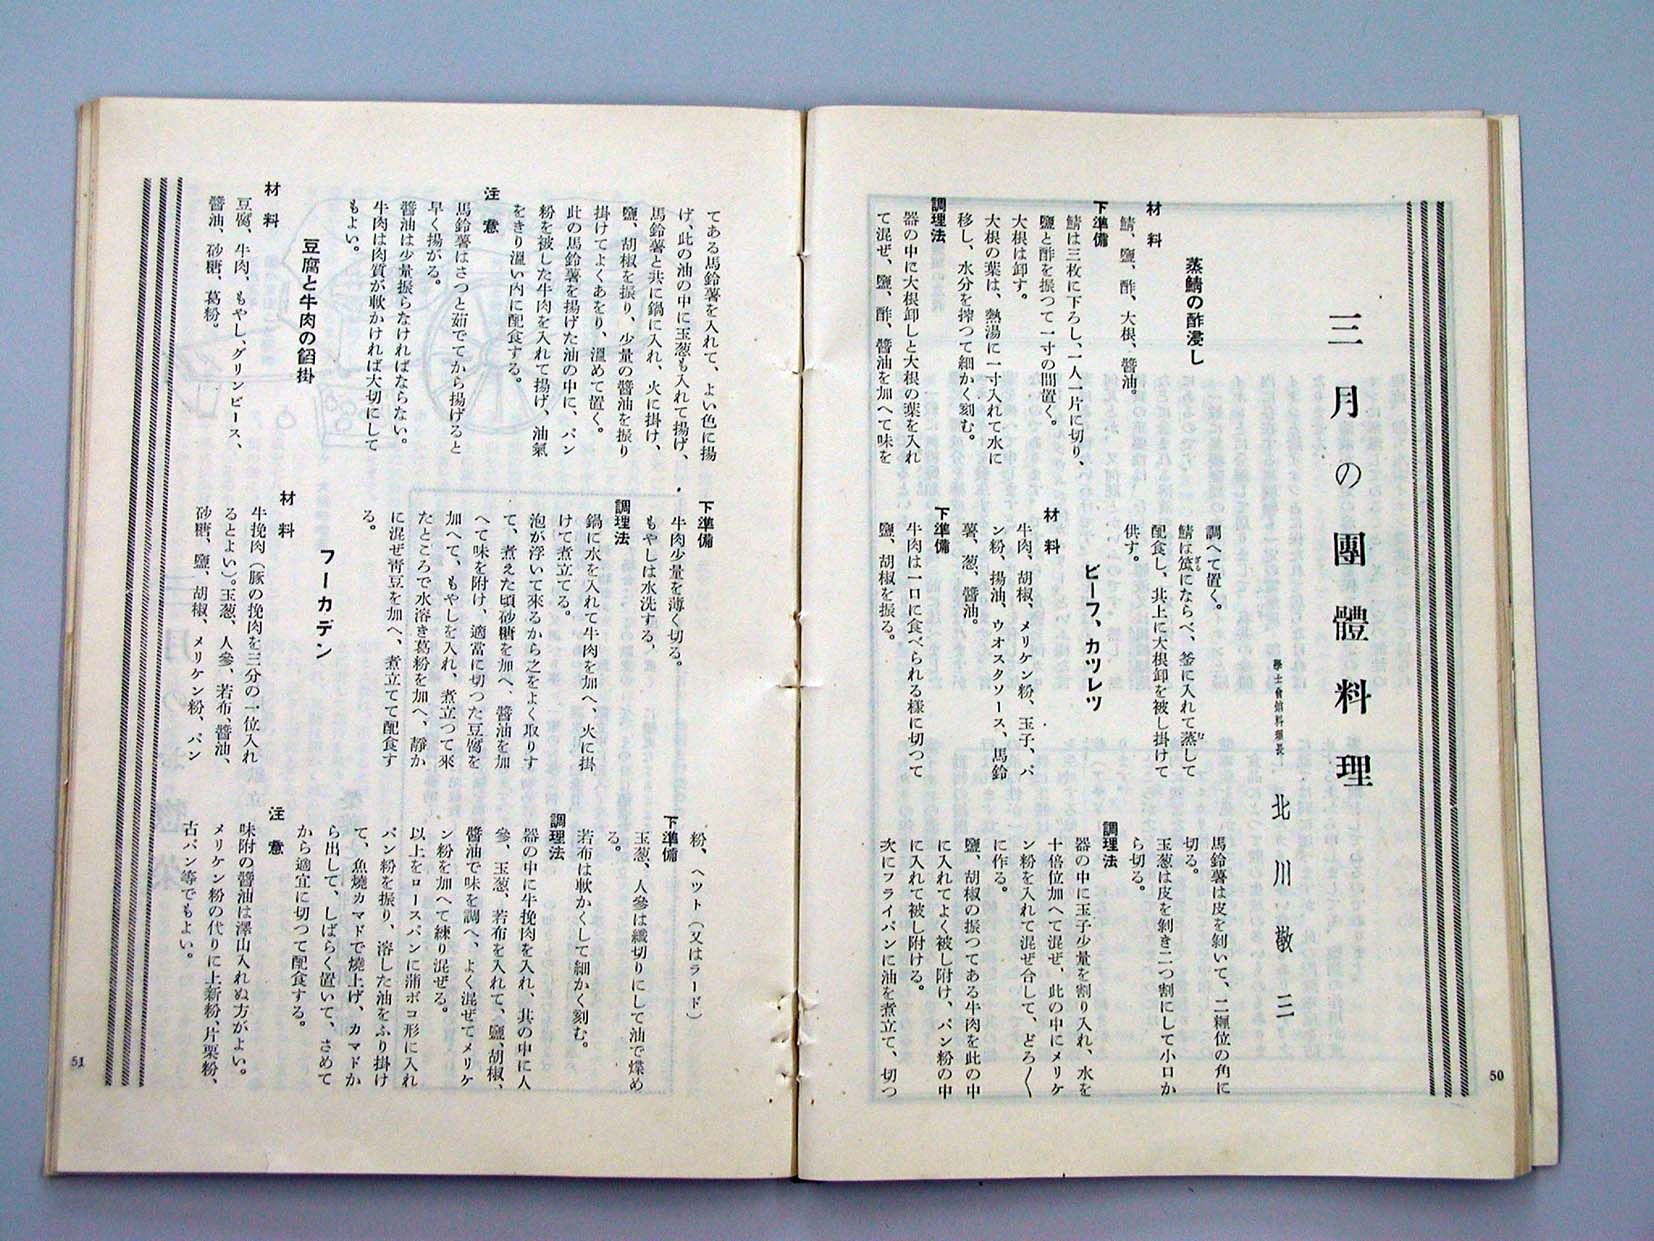 三月の團體料理
學士會館料理長 北川敬三
蒸鯖の酢浸し
材料
鯖、鹽、酢、大根、醬油。
下準備
鯖は三枚に下ろし、一人一片に切り、
鹽と酢を振つて一寸の間置く。
大根は卸す。
大根の葉は、熱湯に一寸入れて水に
移し、水分を搾つて細かく刻む。
調理法
器の中に大根卸しと大根の葉を入れ
て混ぜ、鹽、酢、醬油を加へて味を
調へて置く。
鯖は笊にならべ、釜に入れて蒸して
配食し、其上に大根卸を被し掛けて
供す。
ビーフ、カツレツ
材料
牛肉、胡椒、メリケン粉、玉子、パ
ン粉、揚油、ウオスタソース、馬鈴
薯、葱、醬油。
下準備
牛肉は一口に食べられる樣に切つて
鹽、胡椒を振る。
馬鈴薯は皮を剝いて、二糎位の角に
切る。
玉葱は皮を剝き二つ割にして小口か
ら切る。
調理法
器の中に玉子少量を割り入れ、水を
十倍位加へて混ぜ、此の中にメリケ
ン粉を入れて混ぜ合して、どろ〱
に作る。
鹽、胡椒の振つてある牛肉を此の中
に入れてよく被し附け、パン粉の中
に入れて被し附ける。
次にフライパンに油を煮立て、切つ
50
てある馬鈴薯を入れて、よい色に揚
げ、此の油の中に玉葱も入れて揚げ、
馬鈴薯と共に鍋に入れ、火に掛け、
鹽、胡椒を振り、少量の醬油を振り
掛けてよくあをり、溫めて置く。
此の馬鈴薯を揚げた油の中に、パン
粉を被した牛肉を入れて揚げ、油氣
をきり溫い内に配食する。
注意
馬鈴薯はさつと茹でてから揚げると
早く揚がる。
醬油は少量振らなければならない。
牛肉は肉質が軟かければ大切にして
もよい。
豆腐と牛肉の餡掛
材料
豆腐、牛肉、もやし、グリンピース、
醬油、砂糖、葛粉。
下準備
牛肉少量を薄く切る。
もやしは水洗する。
調理法
鍋に水を入れて牛肉を加へ、火に掛
けて煮立てる。
泡が浮いて來るから之をよく取りす
て、煮えた頃砂糖を加へ、醬油を加
へて味を附け、適當に切つた豆腐を
加へて、もやしを入れ、煮立つて來
たところで水溶き葛粉を加へ、靜か
に混ぜ靑豆を加へ、煮立てて配食す
る。
フーカデン
材料
牛挽肉（豚の挽肉を三分の一位入れ
るとよい）。玉葱、人參、若布、醬油、
砂糖、鹽、胡椒、メリケン粉、パン
粉、ヘツト（又はラード）
下準備
玉葱、人參は纎切りにして油で煠め
る。
若布は軟かくして細かく刻む。
調理法
器の中に牛挽肉を入れ、其の中に人
參、玉葱、若布を入れて、鹽、胡椒、
醬油で味を調へ、よく混ぜてメリケ
ン粉を加へて練り混ぜる。
以上をロースパンに蒲ボコ形に入れ
パン粉を振り、溶した油をふり掛け
て、魚燒カマドで燒上げ、カマドか
ら出して、しばらく置いて、さめて
から適宜に切つて配食する。
注意
味附の醬油は澤山入れぬ方がよい。
メリケン粉の代りに上新粉、片栗粉、
古パン等でもよい。
51